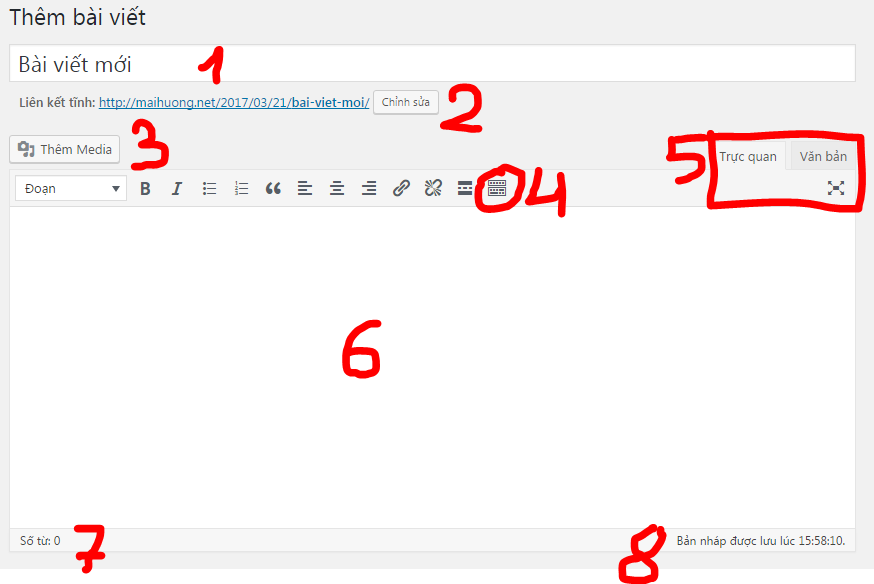 Thêm bài viết
Bài viết mới 1
Liên kết tĩnh: http://maihuong.net/2017/03/21/bai-viet-moi/ Chỉnh sửa 2
Thêm Media 3 5 Trực quan Văn bản
Đoạn B I 4
6
Số từ: 0 7 8 Bản nháp được lưu lúc 15:58:10.